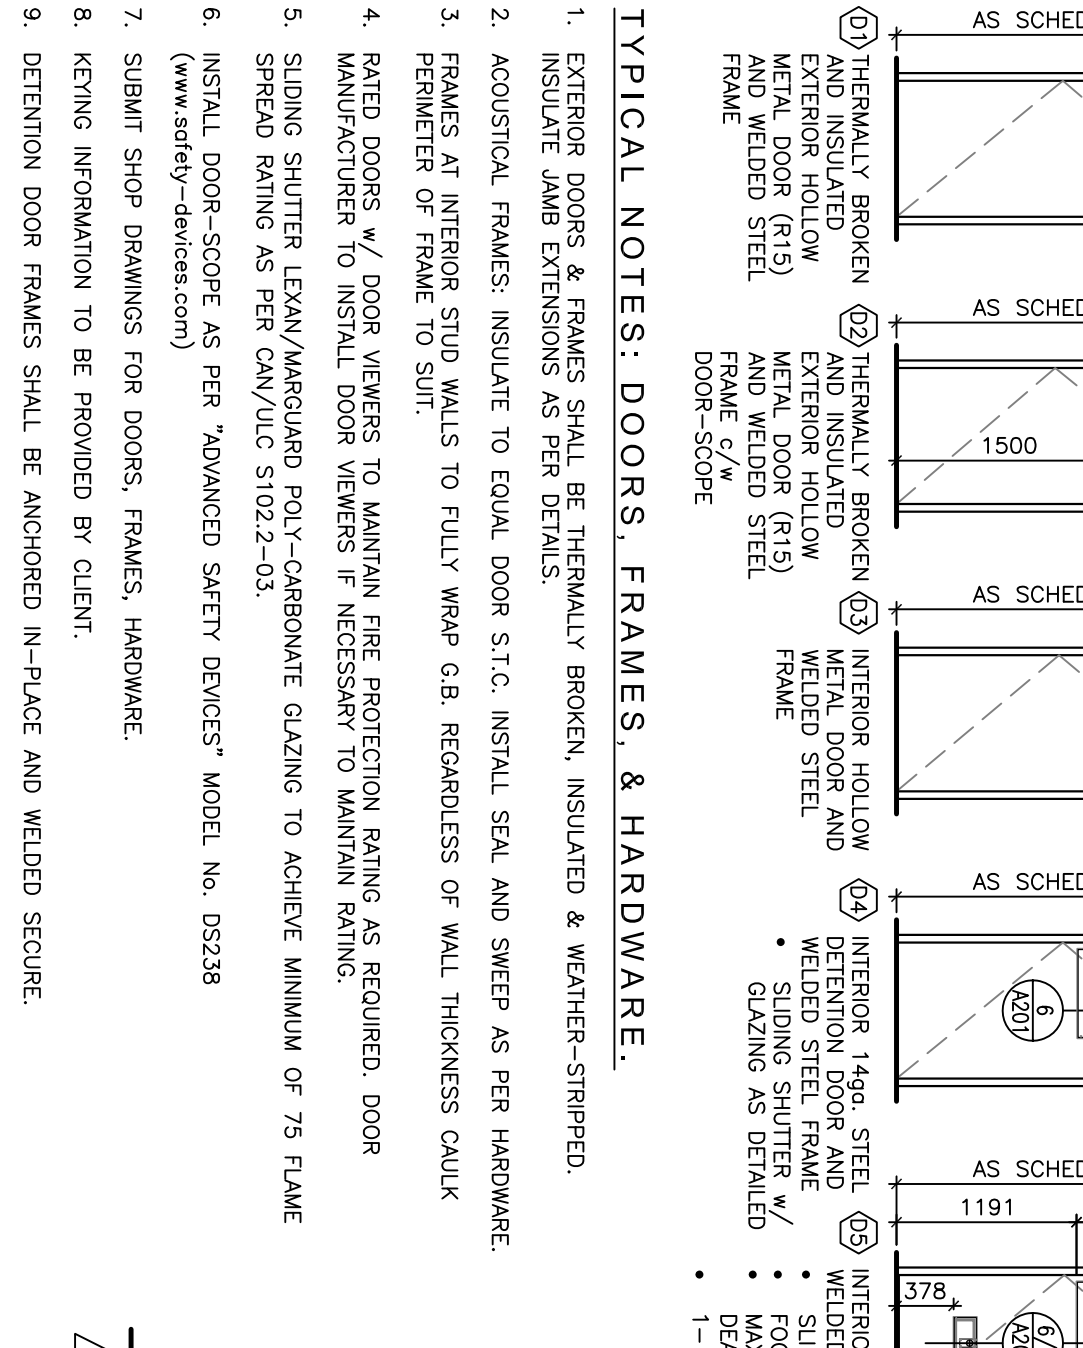 AS SCHED
D1
THERMALLY BROKEN
AND INSULATED
EXTERIOR HOLLOW
METAL DOOR (R15)
AND WELDED STEEL
FRAME
AS SCHED
1500
D2
THERMALLY BROKEN
AND INSULATED
EXTERIOR HOLLOW
METAL DOOR (R15)
AND WELDED STEEL
FRAME c/w
DOOR-SCOPE
AS SCHED
D3
INTERIOR HOLLOW
METAL DOOR AND
WELDED STEEL
FRAME
AS SCHED
6
A201
D4
INTERIOR 14ga. STEEL
DETENTION DOOR AND
WELDED STEEL FRAME
• SLIDING SHUTTER w/
GLAZING AS DETAILED
AS SCHED
1191
378
6/
A20
D5
INTERIO
WELDED
• SLI
• FOO
• MAX
DEA
• 1-
TYPICAL NOTES: DOORS, FRAMES, & HARDWARE.
1. EXTERIOR DOORS & FRAMES SHALL BE THERMALLY BROKEN, INSULATED & WEATHER-STRIPPED.
INSULATE JAMB EXTENSIONS AS PER DETAILS.
2. ACOUSTICAL FRAMES: INSULATE TO EQUAL DOOR S.T.C. INSTALL SEAL AND SWEEP AS PER HARDWARE.
3. FRAMES AT INTERIOR STUD WALLS TO FULLY WRAP G.B. REGARDLESS OF WALL THICKNESS CAULK
PERIMETER OF FRAME TO SUIT.
4. RATED DOORS w/ DOOR VIEWERS TO MAINTAIN FIRE PROTECTION RATING AS REQUIRED. DOOR
MANUFACTURER TO INSTALL DOOR VIEWERS IF NECESSARY TO MAINTAIN RATING.
5. SLIDING SHUTTER LEXAN/MARGUARD POLY-CARBONATE GLAZING TO ACHIEVE MINIMUM OF 75 FLAME
SPREAD RATING AS PER CAN/ULC S102.2-03.
6. INSTALL DOOR-SCOPE AS PER "ADVANCED SAFETY DEVICES" MODEL No. DS238
(www.safety-devices.com)
7. SUBMIT SHOP DRAWINGS FOR DOORS, FRAMES, HARDWARE.
8. KEYING INFORMATION TO BE PROVIDED BY CLIENT.
9. DETENTION DOOR FRAMES SHALL BE ANCHORED IN-PLACE AND WELDED SECURE.